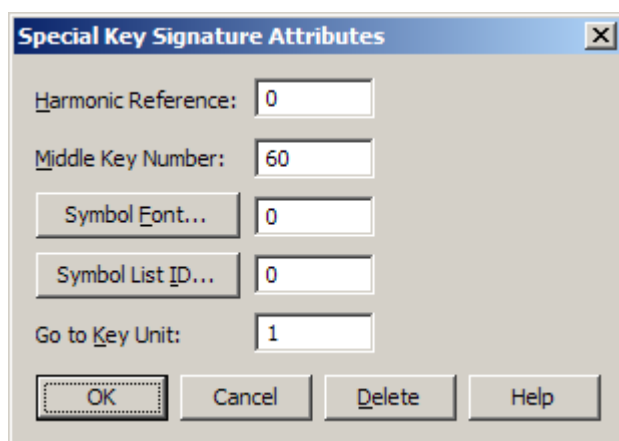 Special Key Signature Attributes
Harmonic Reference: 0
Middle Key Number: 60
Symbol Font... 0
Symbol List ID... 0
Go to Key Unit: 1
OK Cancel Delete Help